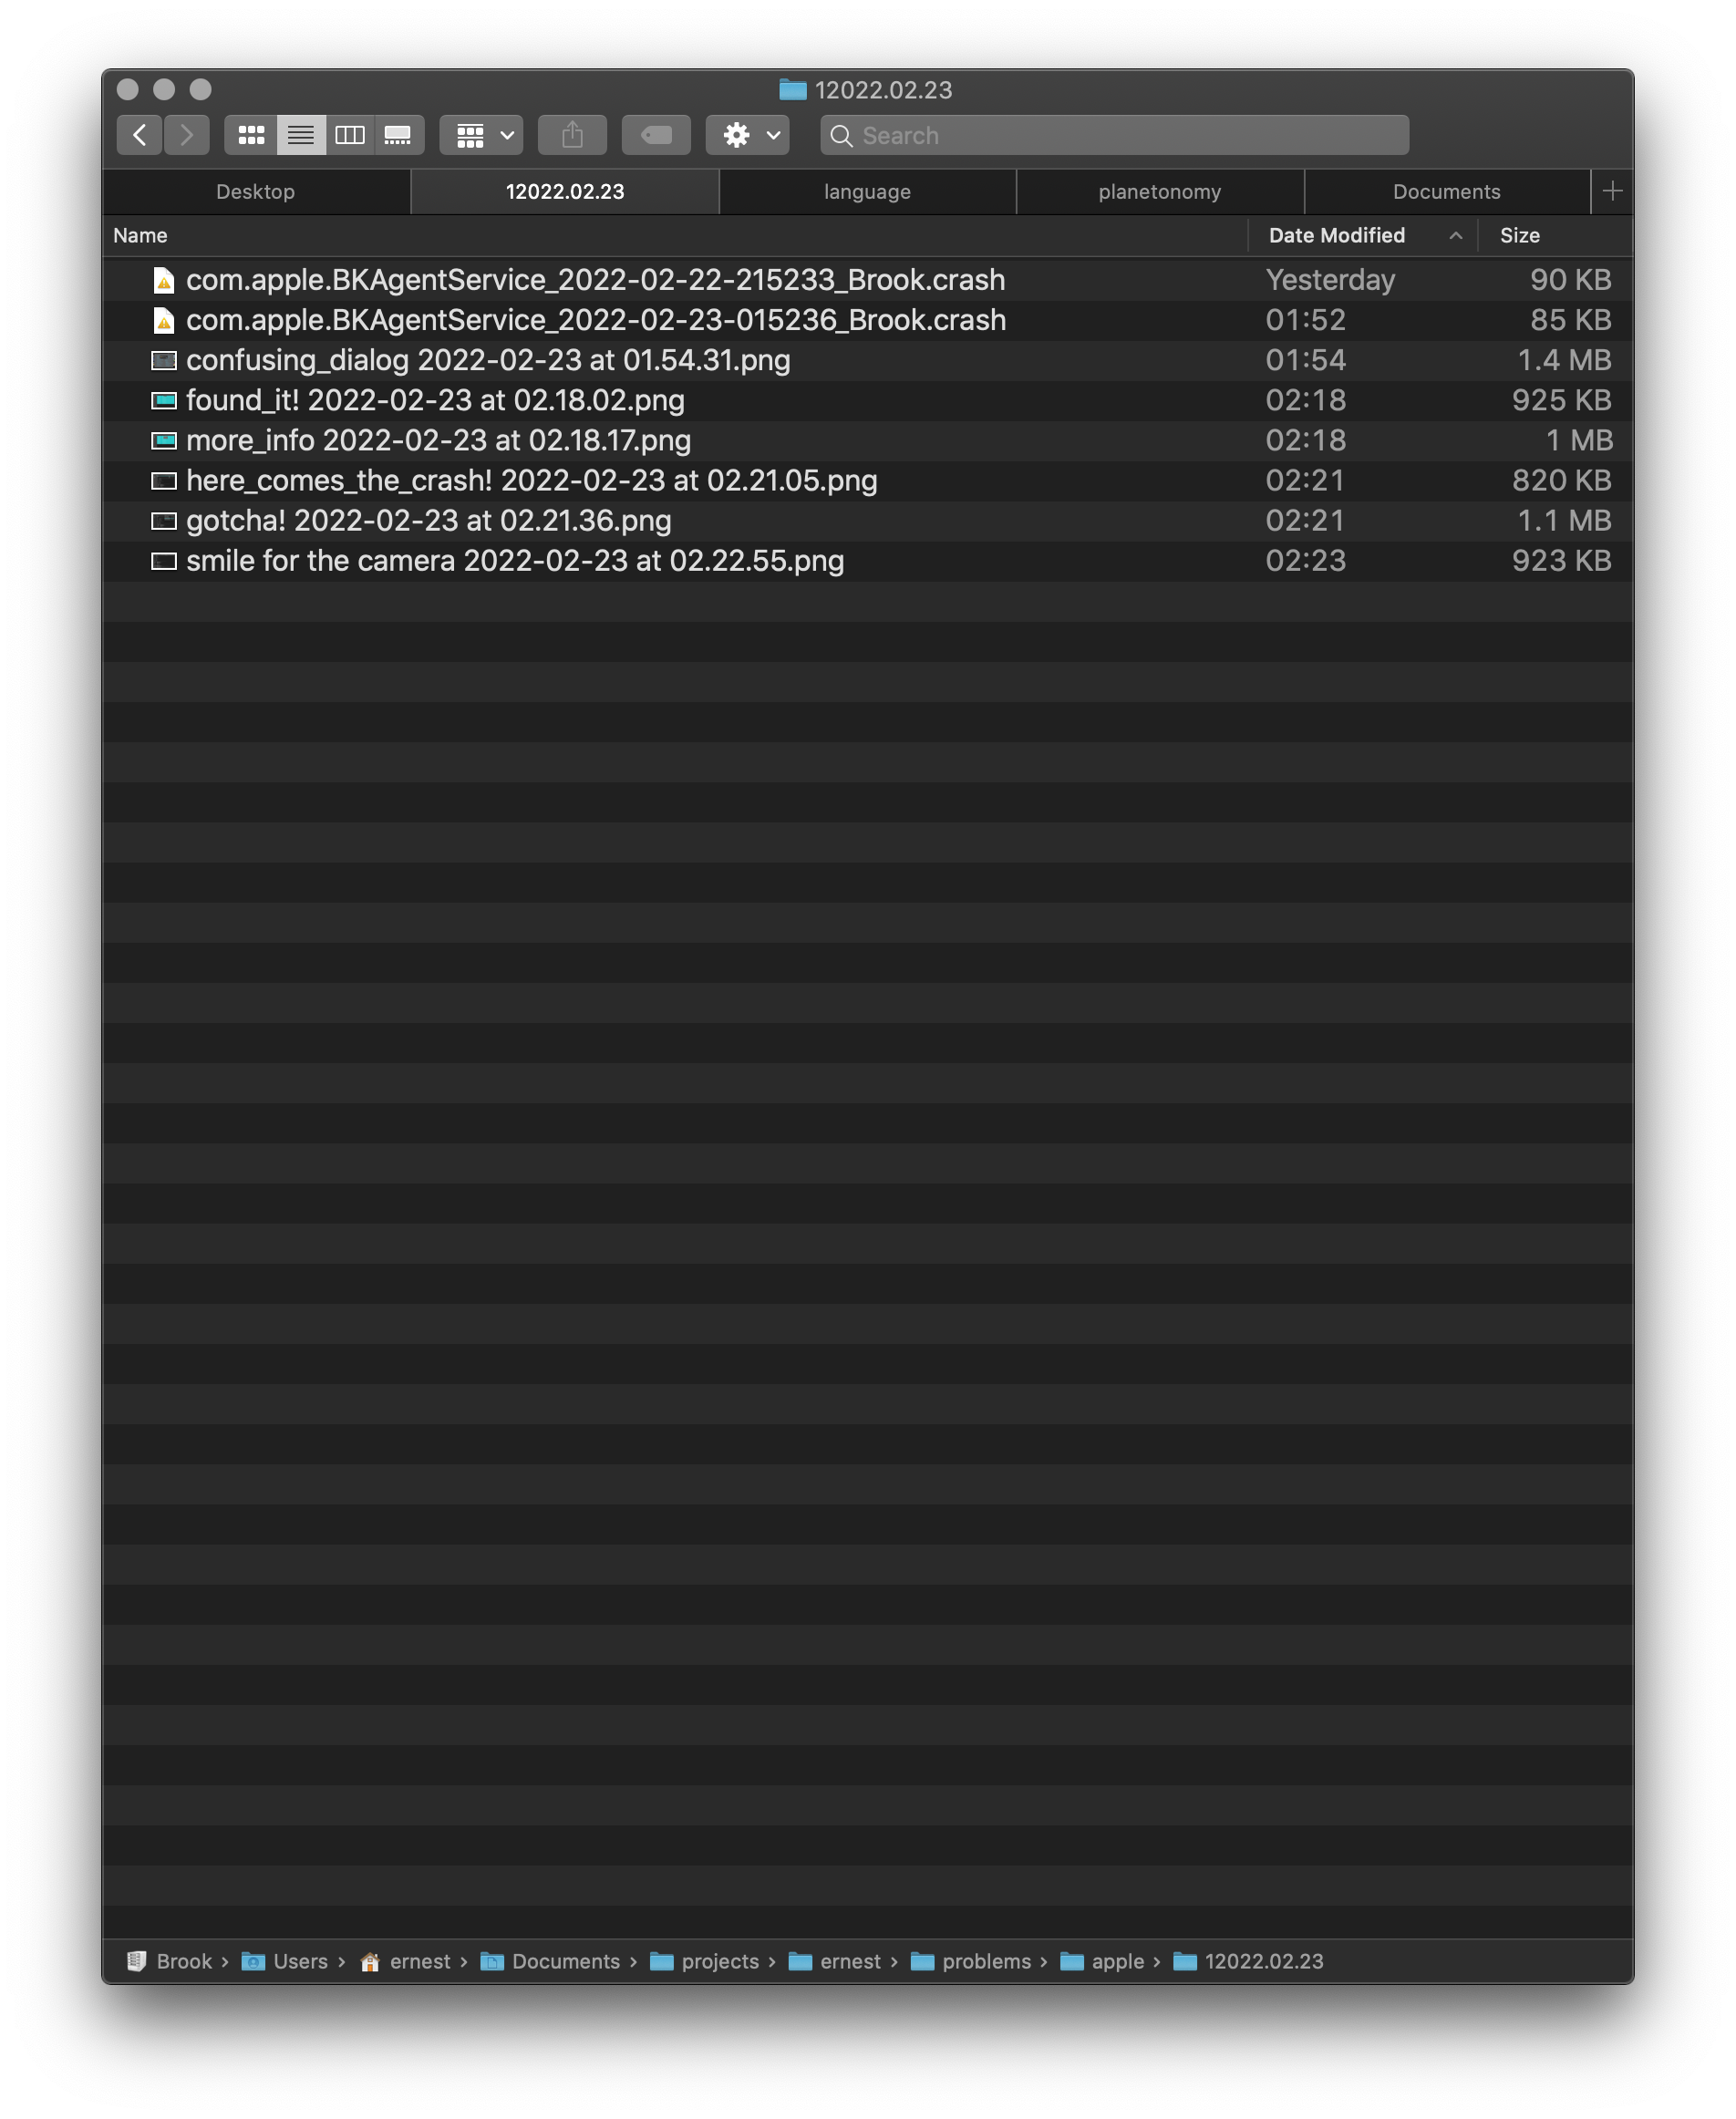 12022.02.23
Search
Desktop 12022.02.23 language planetonomy Documents
Name Date Modified Size
com.apple.BKAgentService_2022-02-22-215233_Brook.crash Yesterday 90 KB
com.apple.BKAgentService_2022-02-23-015236_Brook.crash 01:52 85 KB
confusing_dialog 2022-02-23 at 01.54.31.png 01:54 1.4 MB
found_it! 2022-02-23 at 02.18.02.png 02:18 925 KB
more_info 2022-02-23 at 02.18.17.png 02:18 1 MB
here_comes_the_crash! 2022-02-23 at 02.21.05.png 02:21 820 KB
gotcha! 2022-02-23 at 02.21.36.png 02:21 1.1 MB
smile for the camera 2022-02-23 at 02.22.55.png 02:23 923 KB
Brook › Users › ernest › Documents › projects › ernest › problems › apple › 12022.02.23